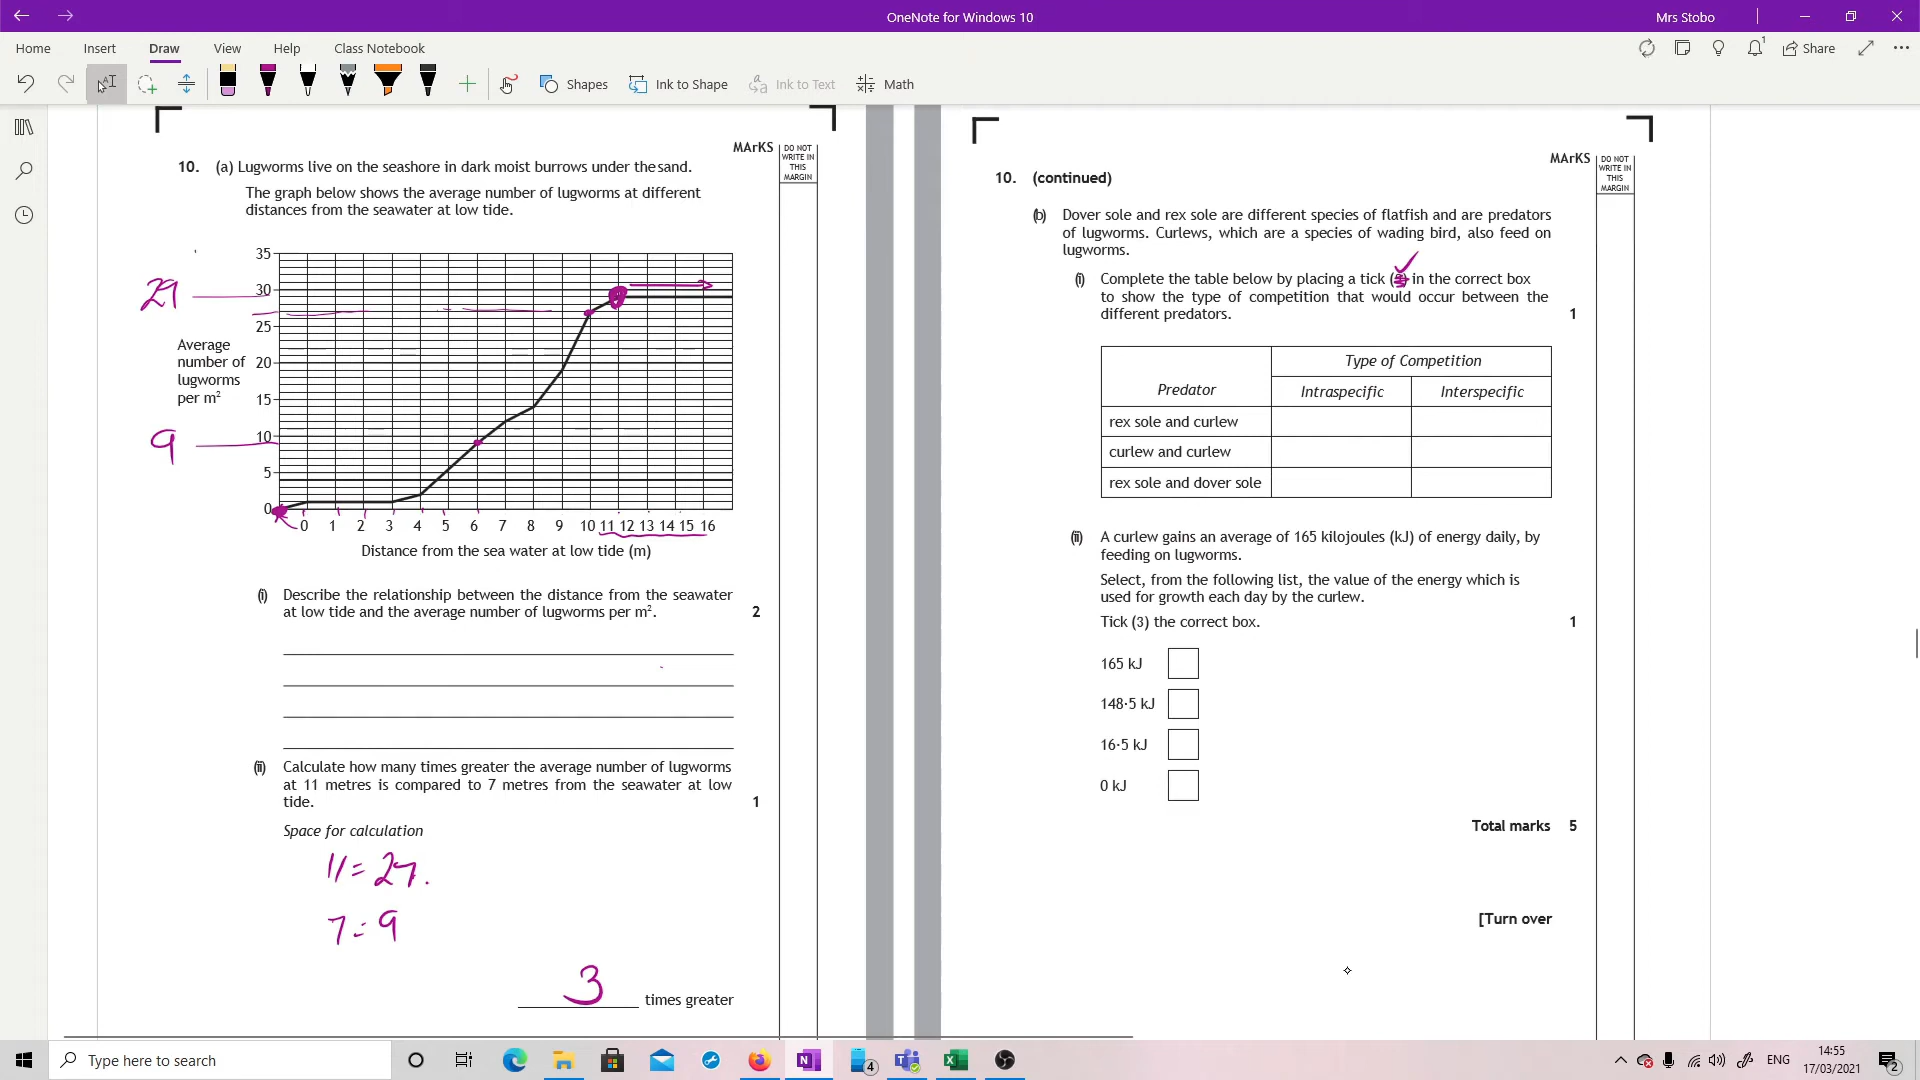 OneNote for Windows 10
Mrs Stobo
Home Insert Draw View Help Class Notebook
Share
Shapes
Ink to Shape
Ink to Text
Math
MArKS
DO NOT
WRITE IN
THIS
MARGIN
10. (a) Lugworms live on the seashore in dark moist burrows under the sand.
The graph below shows the average number of lugworms at different
distances from the seawater at low tide.
35
30
25
20
15
10
5
0
29
9
Average
number of
lugworms
per m²
0 1 2 3 4 5 6 7 8 9 10 11 12 13 14 15 16
Distance from the sea water at low tide (m)
(i) Describe the relationship between the distance from the seawater
at low tide and the average number of lugworms per m². 2
(ii) Calculate how many times greater the average number of lugworms
at 11 metres is compared to 7 metres from the seawater at low
tide. 1
Space for calculation
11 = 27.
7 = 9
3 times greater
MArKS
DO NOT
WRITE IN
THIS
MARGIN
10. (continued)
(b) Dover sole and rex sole are different species of flatfish and are predators
of lugworms. Curlews, which are a species of wading bird, also feed on
lugworms.
(i) Complete the table below by placing a tick (✓) in the correct box
to show the type of competition that would occur between the
different predators. 1
Type of Competition
Predator Intraspecific Interspecific
rex sole and curlew
curlew and curlew
rex sole and dover sole
(ii) A curlew gains an average of 165 kilojoules (kJ) of energy daily, by
feeding on lugworms.
Select, from the following list, the value of the energy which is
used for growth each day by the curlew.
Tick (3) the correct box. 1
165 kJ
148·5 kJ
16·5 kJ
0 kJ
Total marks 5
[Turn over
Type here to search
4
ENG
14:55
17/03/2021
2